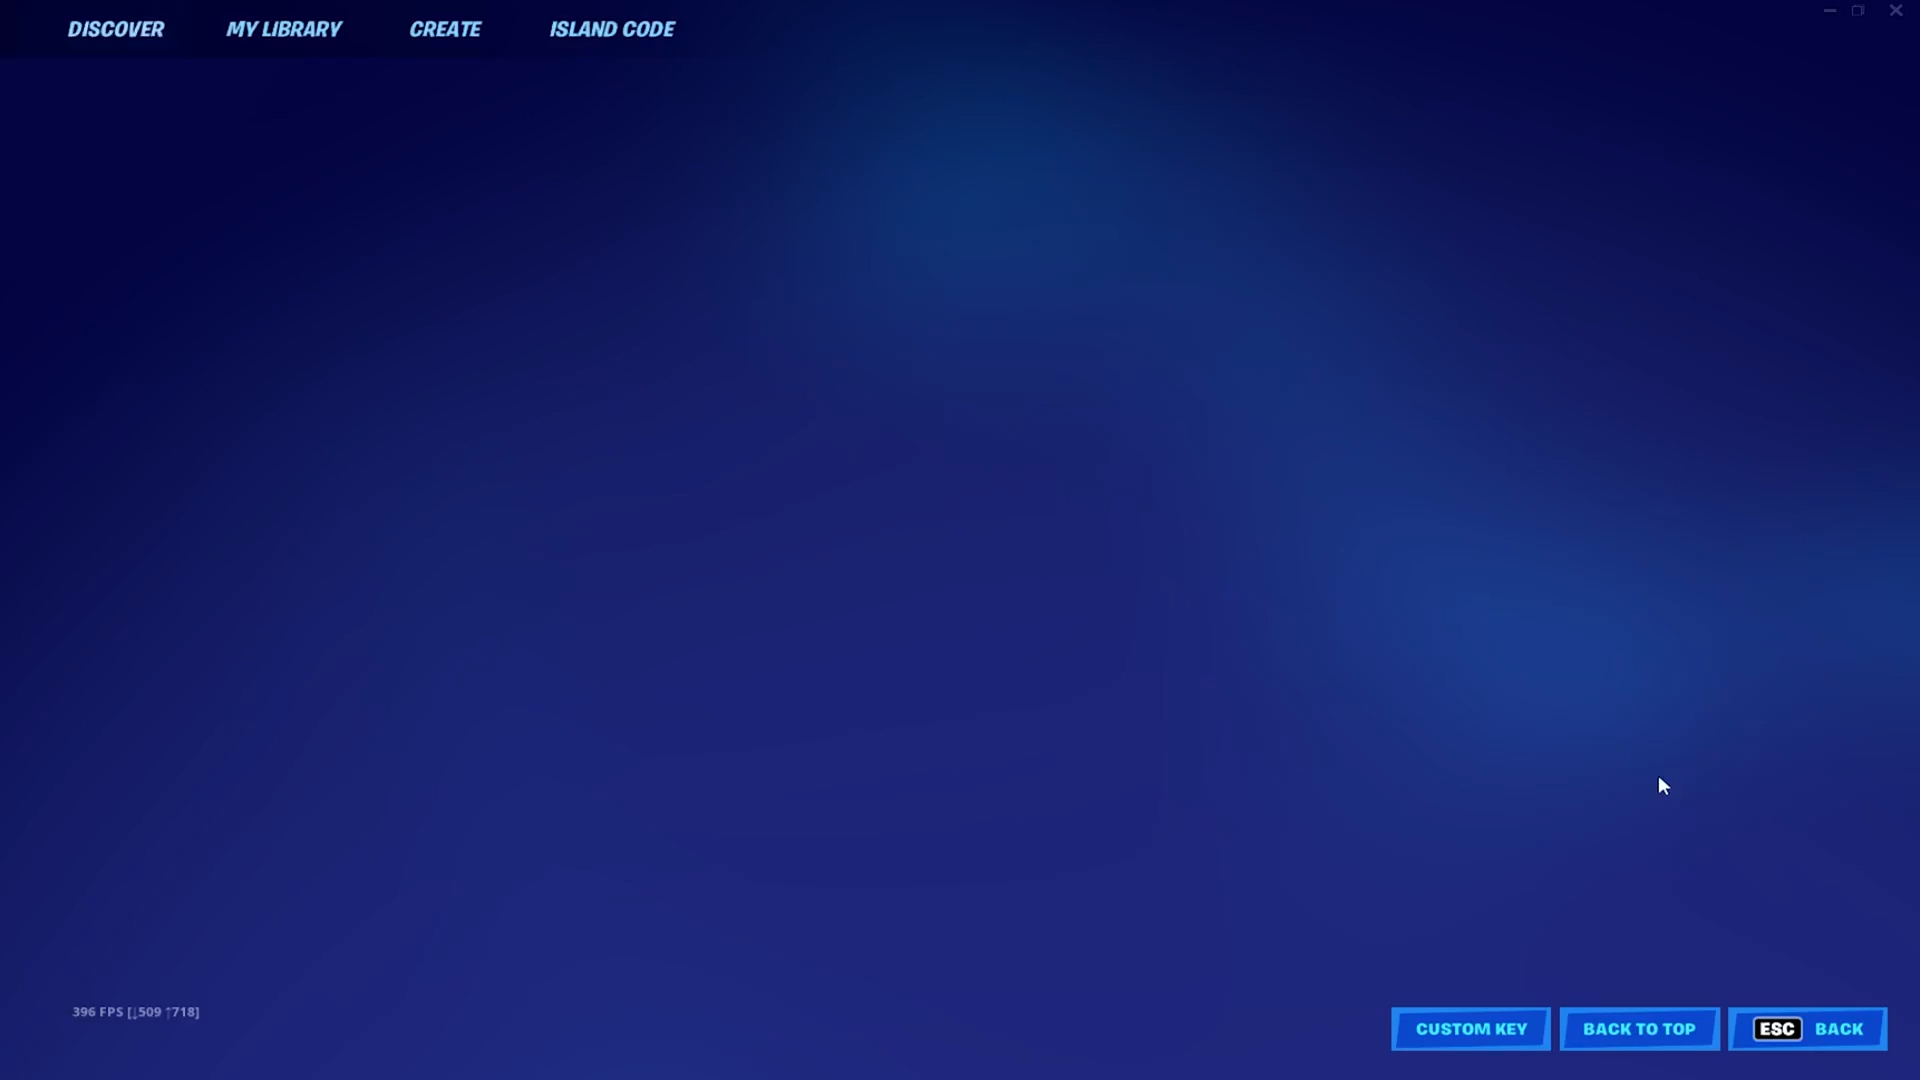 DISCOVER
MY LIBRARY
CREATE
ISLAND CODE
396 FPS [↓509 ↑718]
CUSTOM KEY
BACK TO TOP
ESC BACK